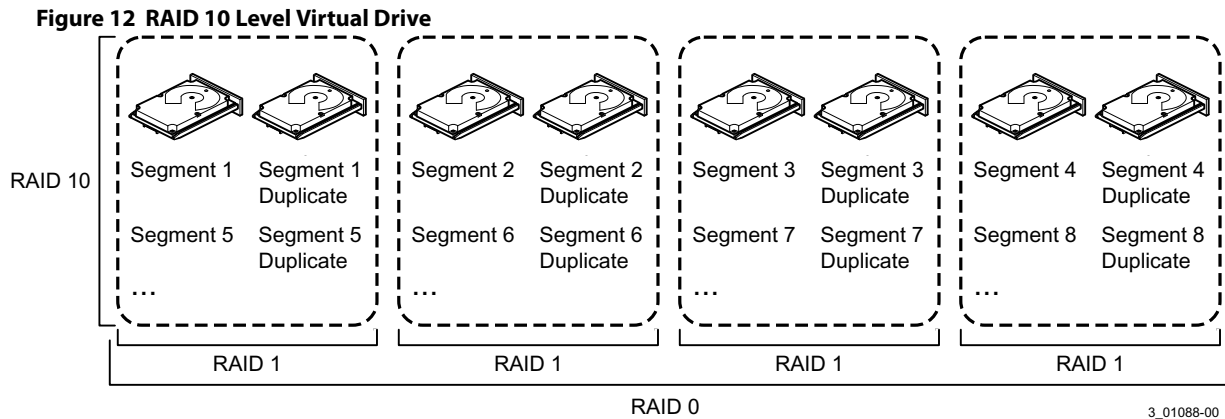 Figure 12 RAID 10 Level Virtual Drive
RAID 10
Segment 1 Segment 1 Duplicate
Segment 5 Segment 5 Duplicate
...
Segment 2 Segment 2 Duplicate
Segment 6 Segment 6 Duplicate
...
Segment 3 Segment 3 Duplicate
Segment 7 Segment 7 Duplicate
...
Segment 4 Segment 4 Duplicate
Segment 8 Segment 8 Duplicate
...
RAID 1 RAID 1 RAID 1 RAID 1
RAID 0
3_01088-00